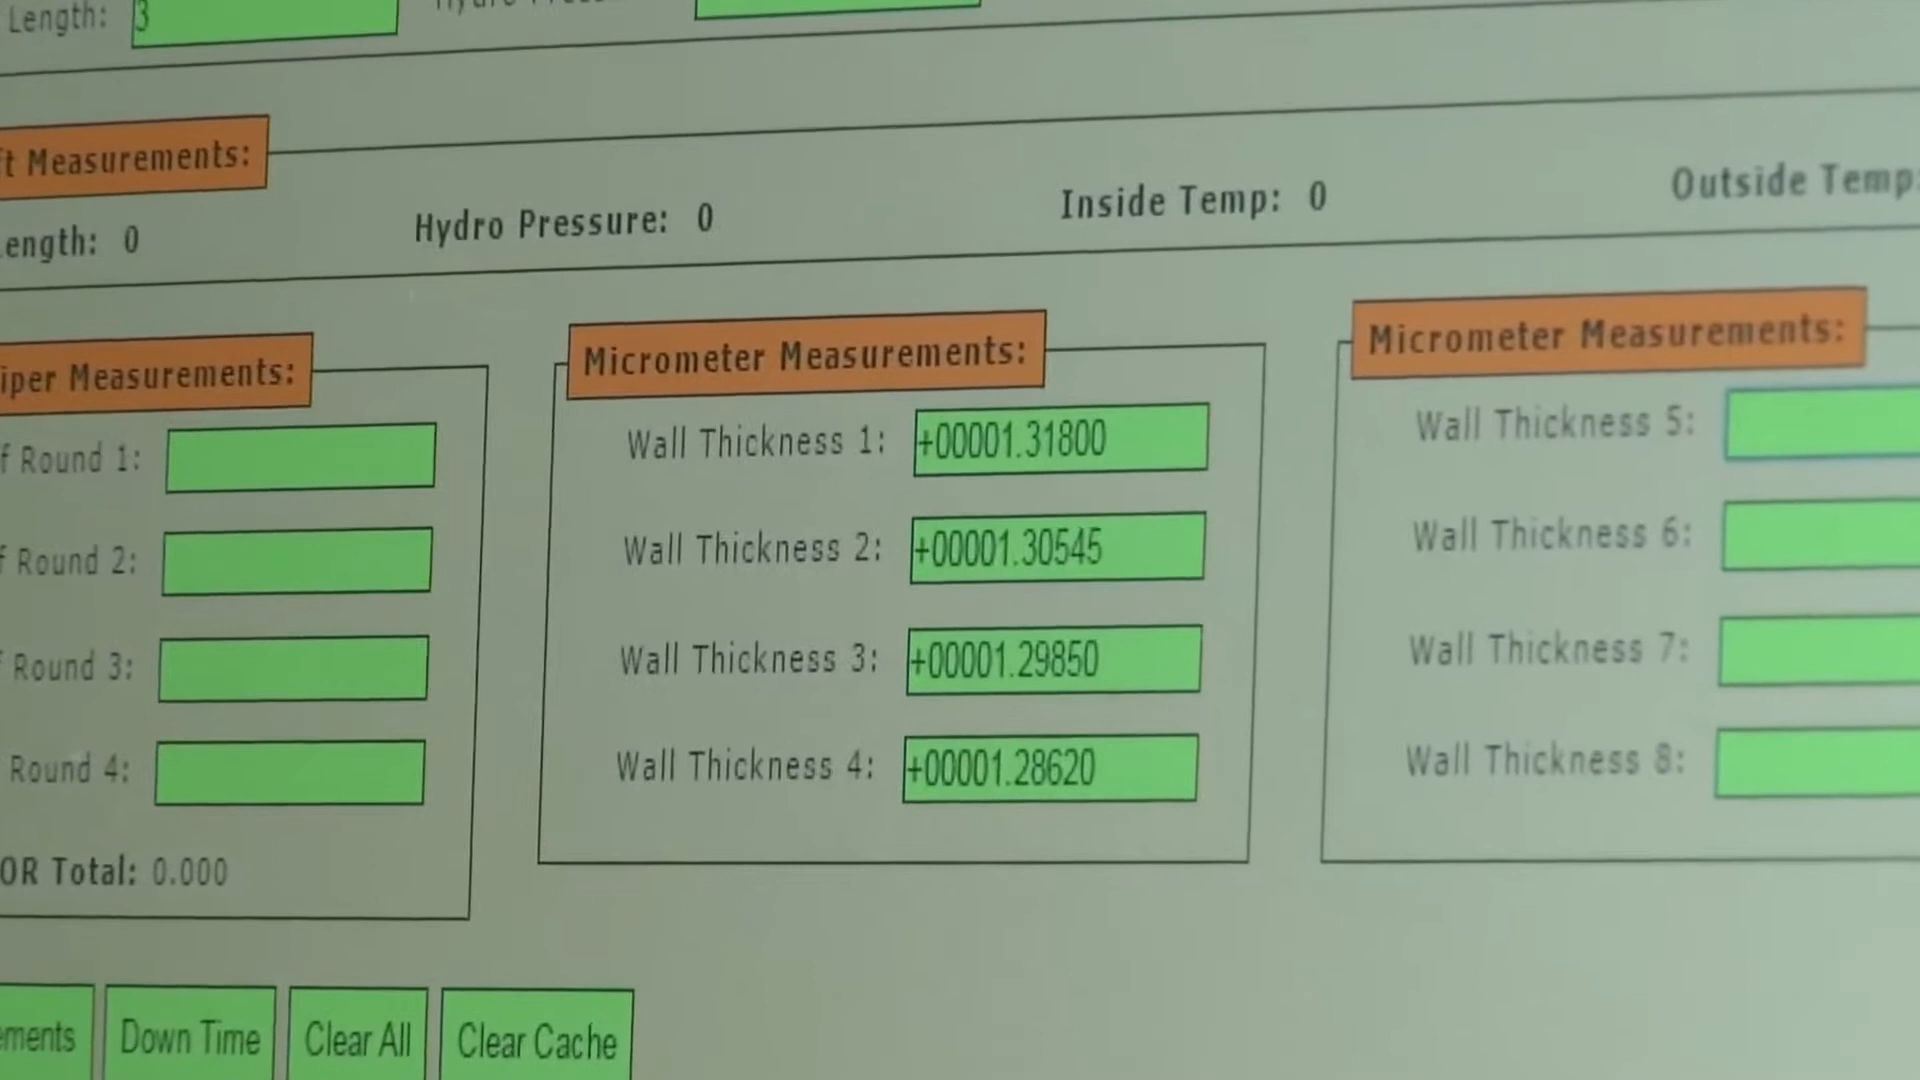 Length: 3
Measurements:
Length: 0 Hydro Pressure: 0 Inside Temp: 0 Outside Temp:
Measurements: Micrometer Measurements: Micrometer Measurements:
Round 1: Wall Thickness 1: +00001.31800 Wall Thickness 5:
Round 2: Wall Thickness 2: +00001.30545 Wall Thickness 6:
Round 3: Wall Thickness 3: +00001.29850 Wall Thickness 7:
Round 4: Wall Thickness 4: +00001.28620 Wall Thickness 8:
OR Total: 0.000
Down Time Clear All Clear Cache